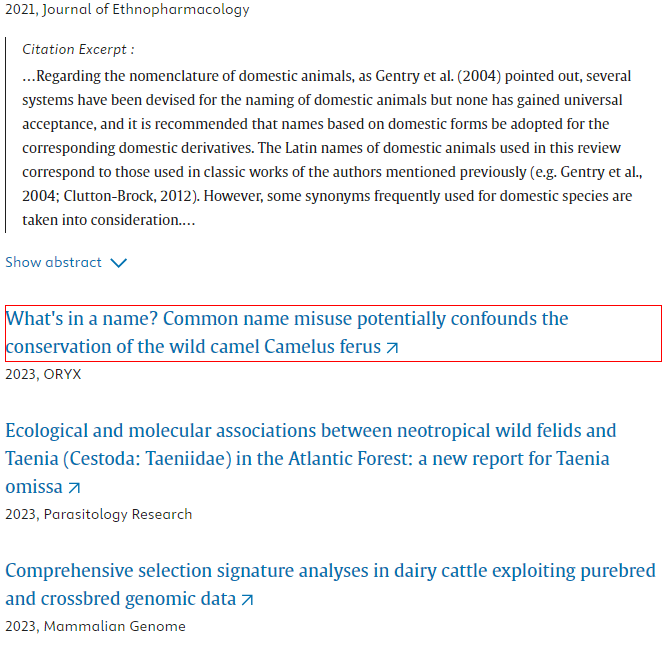 2021, Journal of Ethnopharmacology
Citation Excerpt :
…Regarding the nomenclature of domestic animals, as Gentry et al. (2004) pointed out, several
systems have been devised for the naming of domestic animals but none has gained universal
acceptance, and it is recommended that names based on domestic forms be adopted for the
corresponding domestic derivatives. The Latin names of domestic animals used in this review
correspond to those used in classic works of the authors mentioned previously (e.g. Gentry et al.,
2004; Clutton-Brock, 2012). However, some synonyms frequently used for domestic species are
taken into consideration.…
Show abstract
What's in a name? Common name misuse potentially confounds the
conservation of the wild camel Camelus ferus
2023, ORYX
Ecological and molecular associations between neotropical wild felids and
Taenia (Cestoda: Taeniidae) in the Atlantic Forest: a new report for Taenia
omissa
2023, Parasitology Research
Comprehensive selection signature analyses in dairy cattle exploiting purebred
and crossbred genomic data
2023, Mammalian Genome